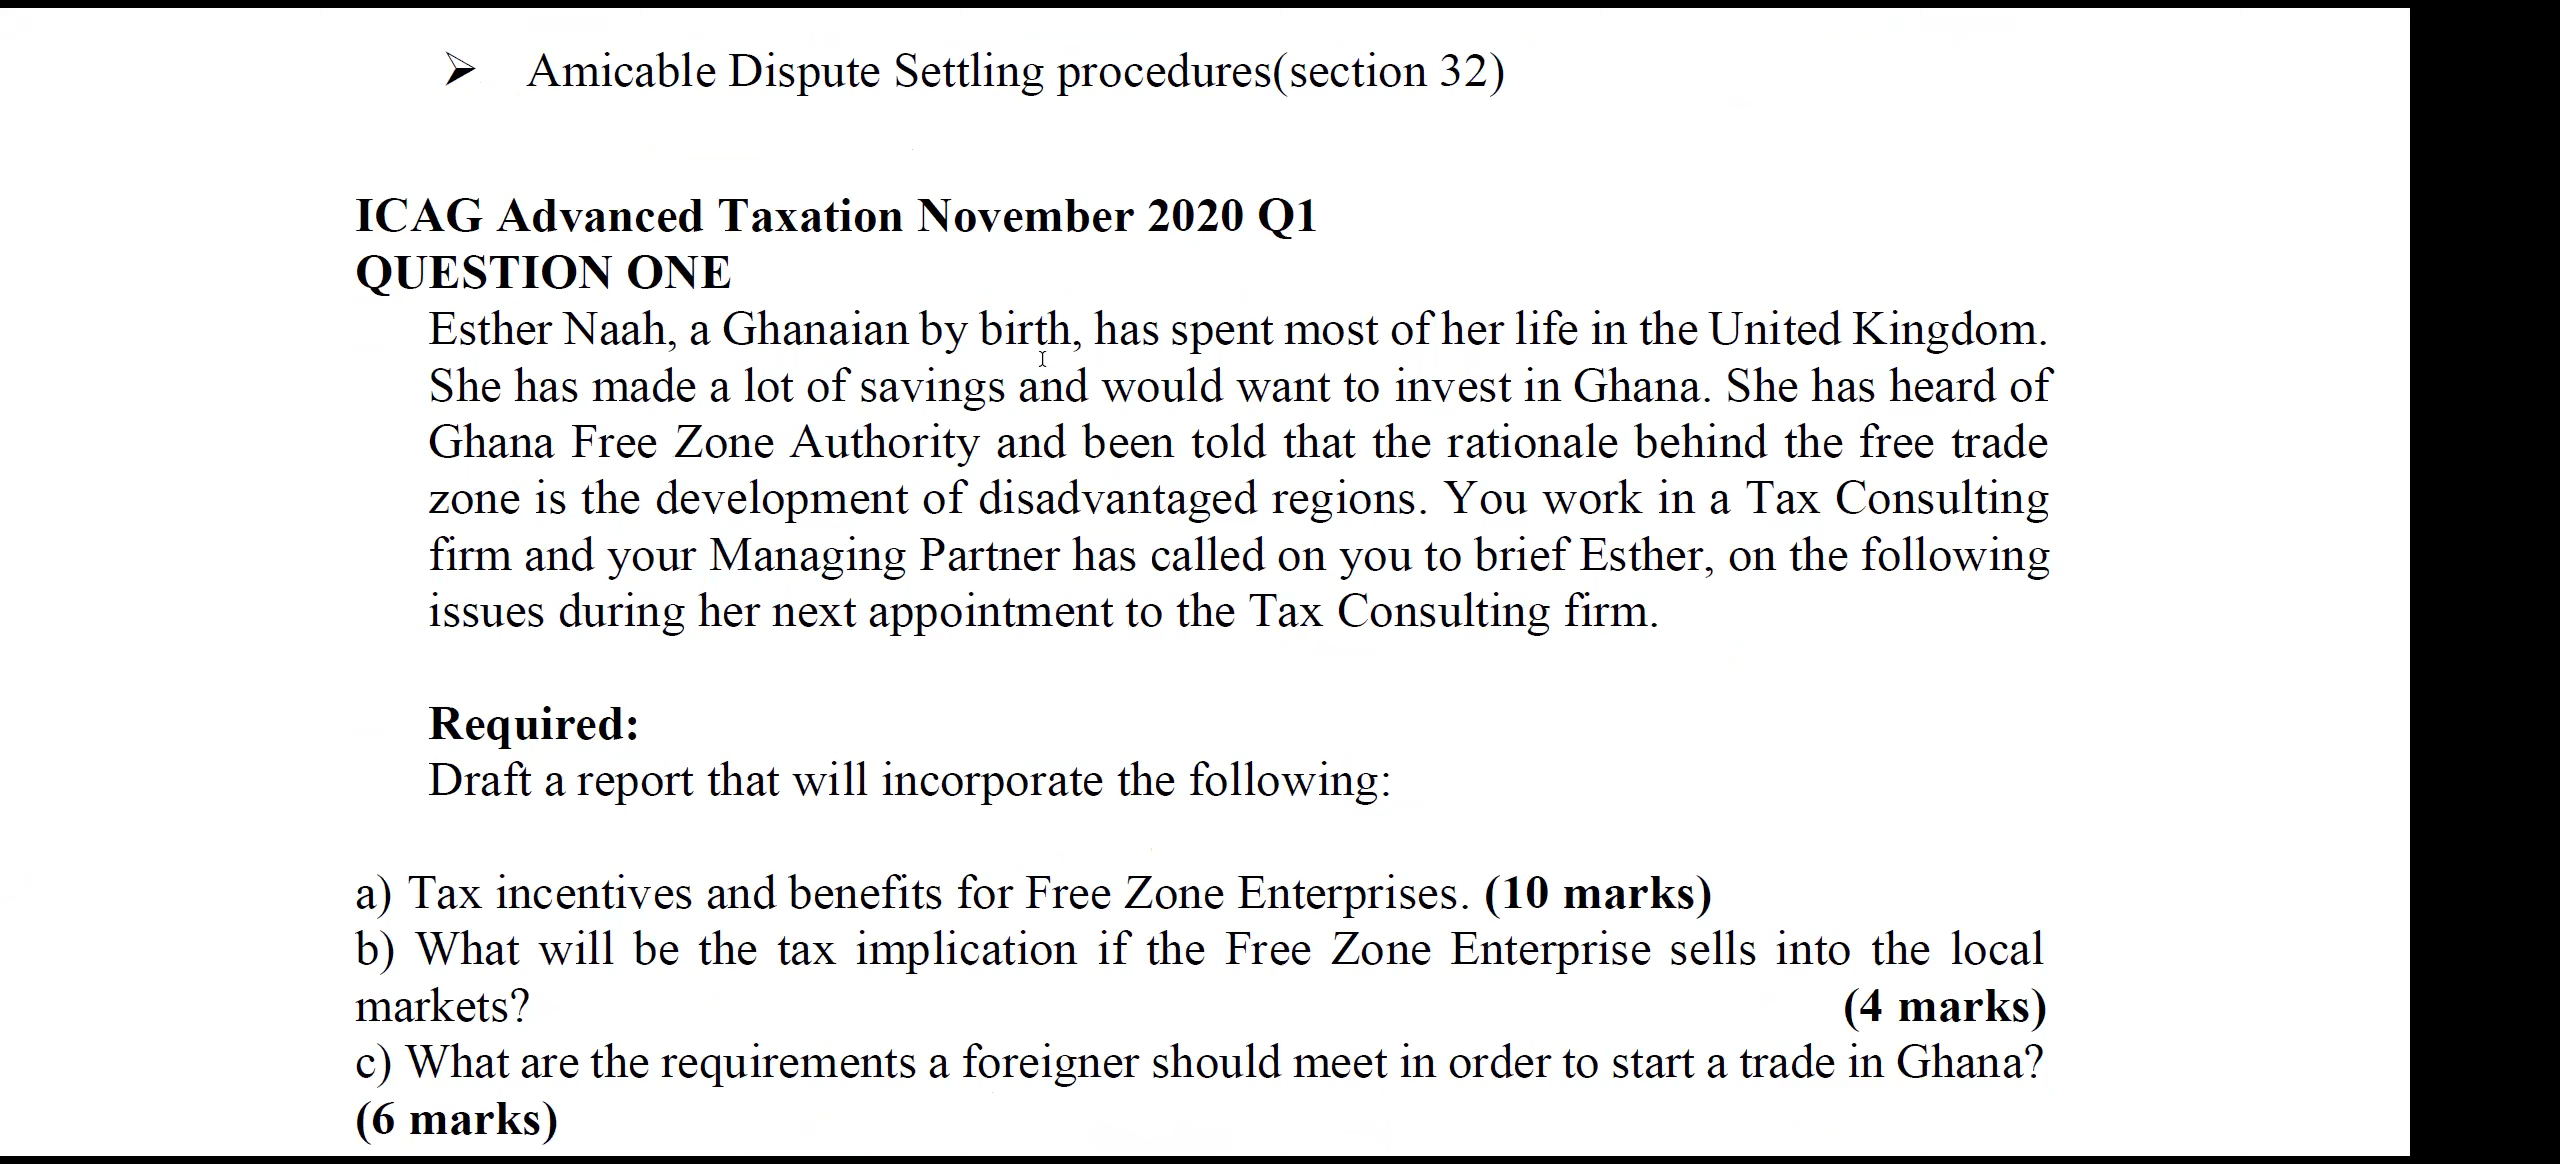 ➢ Amicable Dispute Settling procedures(section 32)
ICAG Advanced Taxation November 2020 Q1
QUESTION ONE
Esther Naah, a Ghanaian by birth, has spent most of her life in the United Kingdom.
She has made a lot of savings and would want to invest in Ghana. She has heard of
Ghana Free Zone Authority and been told that the rationale behind the free trade
zone is the development of disadvantaged regions. You work in a Tax Consulting
firm and your Managing Partner has called on you to brief Esther, on the following
issues during her next appointment to the Tax Consulting firm.
Required:
Draft a report that will incorporate the following:
a) Tax incentives and benefits for Free Zone Enterprises. (10 marks)
b) What will be the tax implication if the Free Zone Enterprise sells into the local
markets? (4 marks)
c) What are the requirements a foreigner should meet in order to start a trade in Ghana?
(6 marks)